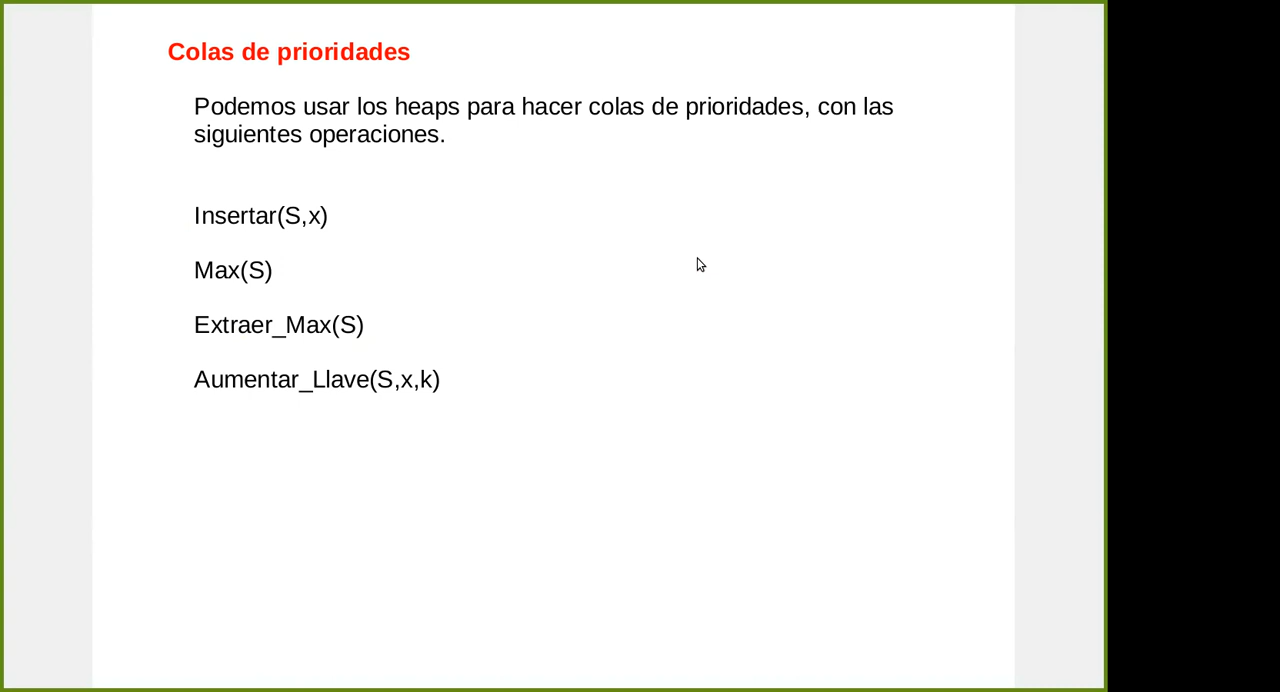 Colas de prioridades
Podemos usar los heaps para hacer colas de prioridades, con las
siguientes operaciones.
Insertar(S,x)
Max(S)
Extraer_Max(S)
Aumentar_Llave(S,x,k)